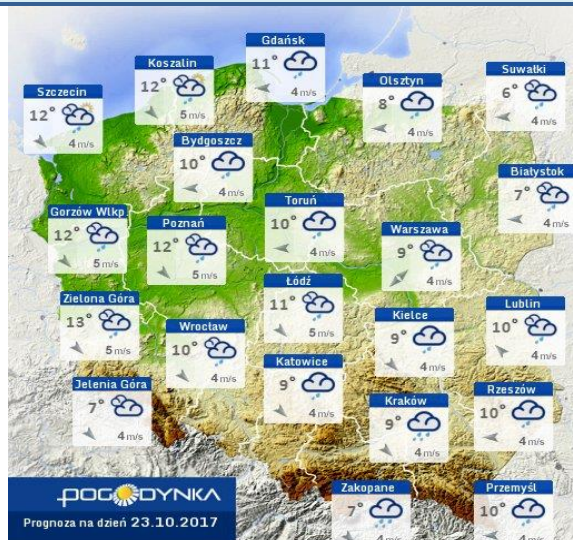 Gdańsk
11°
4 m/s
Koszalin
12°
5 m/s
Suwałki
6°
4 m/s
Olsztyn
8°
4 m/s
Szczecin
12°
4 m/s
Bydgoszcz
10°
4 m/s
Białystok
7°
4 m/s
Toruń
10°
4 m/s
Gorzów Wlkp
12°
5 m/s
Poznań
12°
5 m/s
Warszawa
9°
4 m/s
Łódź
11°
5 m/s
Zielona Góra
13°
5 m/s
Lublin
10°
4 m/s
Kielce
9°
4 m/s
Wrocław
10°
4 m/s
Katowice
9°
4 m/s
Jelenia Góra
7°
4 m/s
Rzeszów
10°
4 m/s
Kraków
9°
4 m/s
Zakopane
7°
4 m/s
Przemyśl
10°
4 m/s
POGODYNKA
Prognoza na dzień 23.10.2017